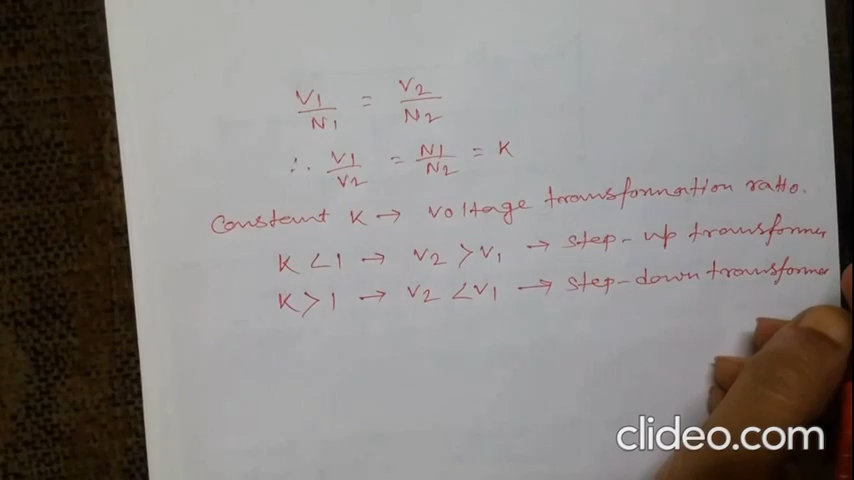 V1/N1 = V2/N2
∴ V1/V2 = N1/N2 = K
Constant K → voltage transformation ratio.
K < 1 → V2 > V1 → step-up transformer
K > 1 → V2 < V1 → step-down transformer
clideo.com